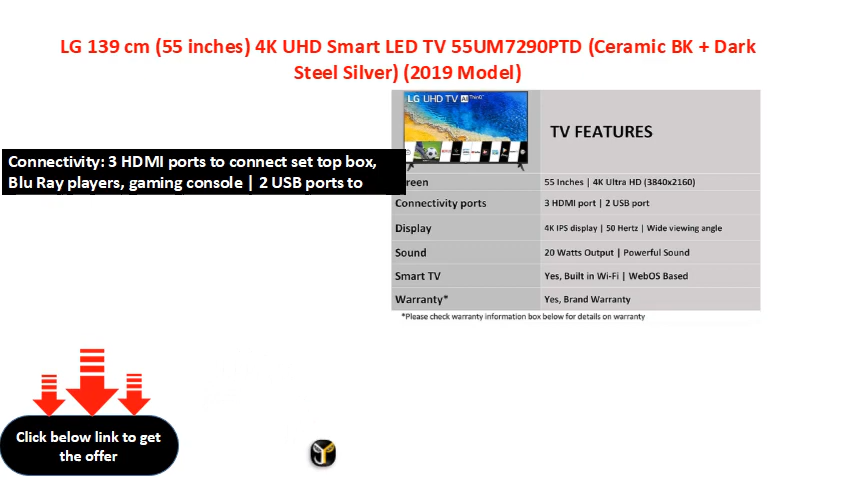 LG 139 cm (55 inches) 4K UHD Smart LED TV 55UM7290PTD (Ceramic BK + Dark
Steel Silver) (2019 Model)
LG UHD TV AI ThinQ
TV FEATURES
Connectivity: 3 HDMI ports to connect set top box,
Blu Ray players, gaming console | 2 USB ports to
reen 55 Inches | 4K Ultra HD (3840x2160)
Connectivity ports 3 HDMI port | 2 USB port
Display 4K IPS display | 50 Hertz | Wide viewing angle
Sound 20 Watts Output | Powerful Sound
Smart TV Yes, Built in Wi-Fi | WebOS Based
Warranty* Yes, Brand Warranty
*Please check warranty information box below for details on warranty
Click below link to get
the offer